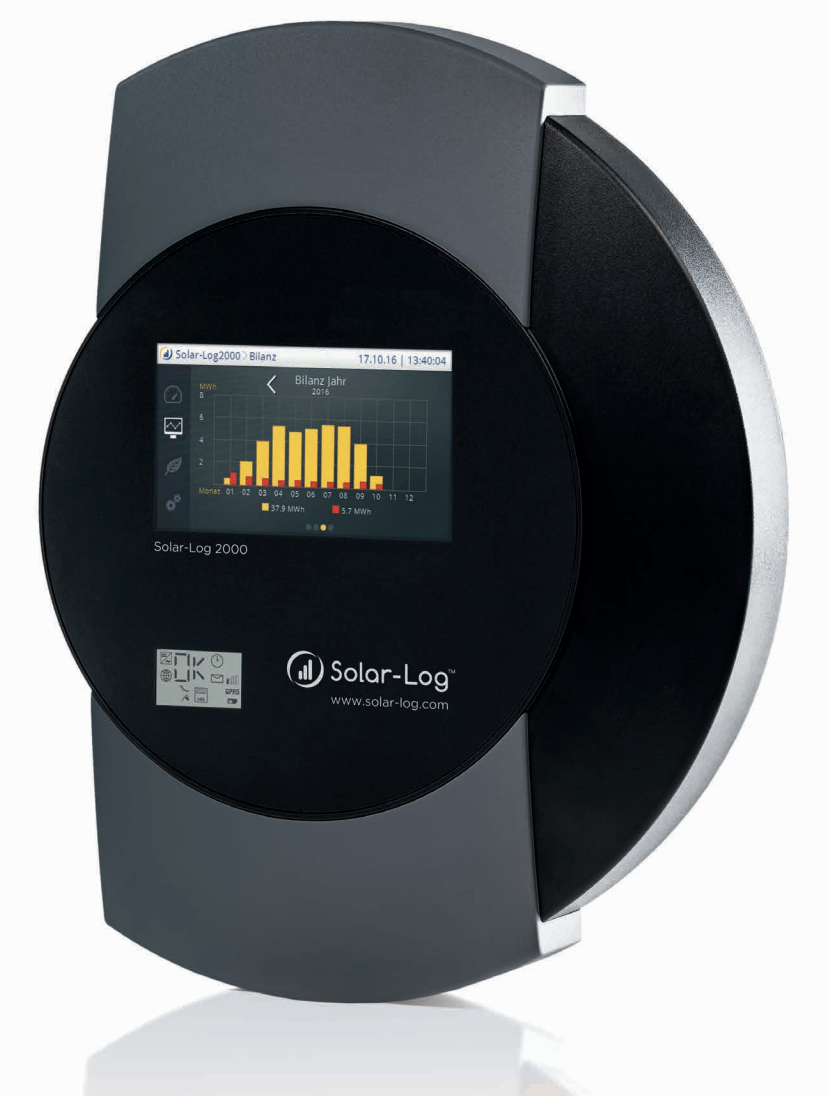 Solar-Log2000 Bilanz 17.10.16 | 13:40:04
Bilanz Jahr
2016
MWh
8
6
4
2
Monat 01 02 03 04 05 06 07 08 09 10 11 12
37.9 MWh 5.7 MWh
Solar-Log 2000
OK
GPRS
Solar-Log™
www.solar-log.com